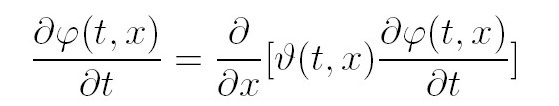 ∂φ(t, x)/∂t = ∂/∂x [ϑ(t, x) ∂φ(t, x)/∂t]